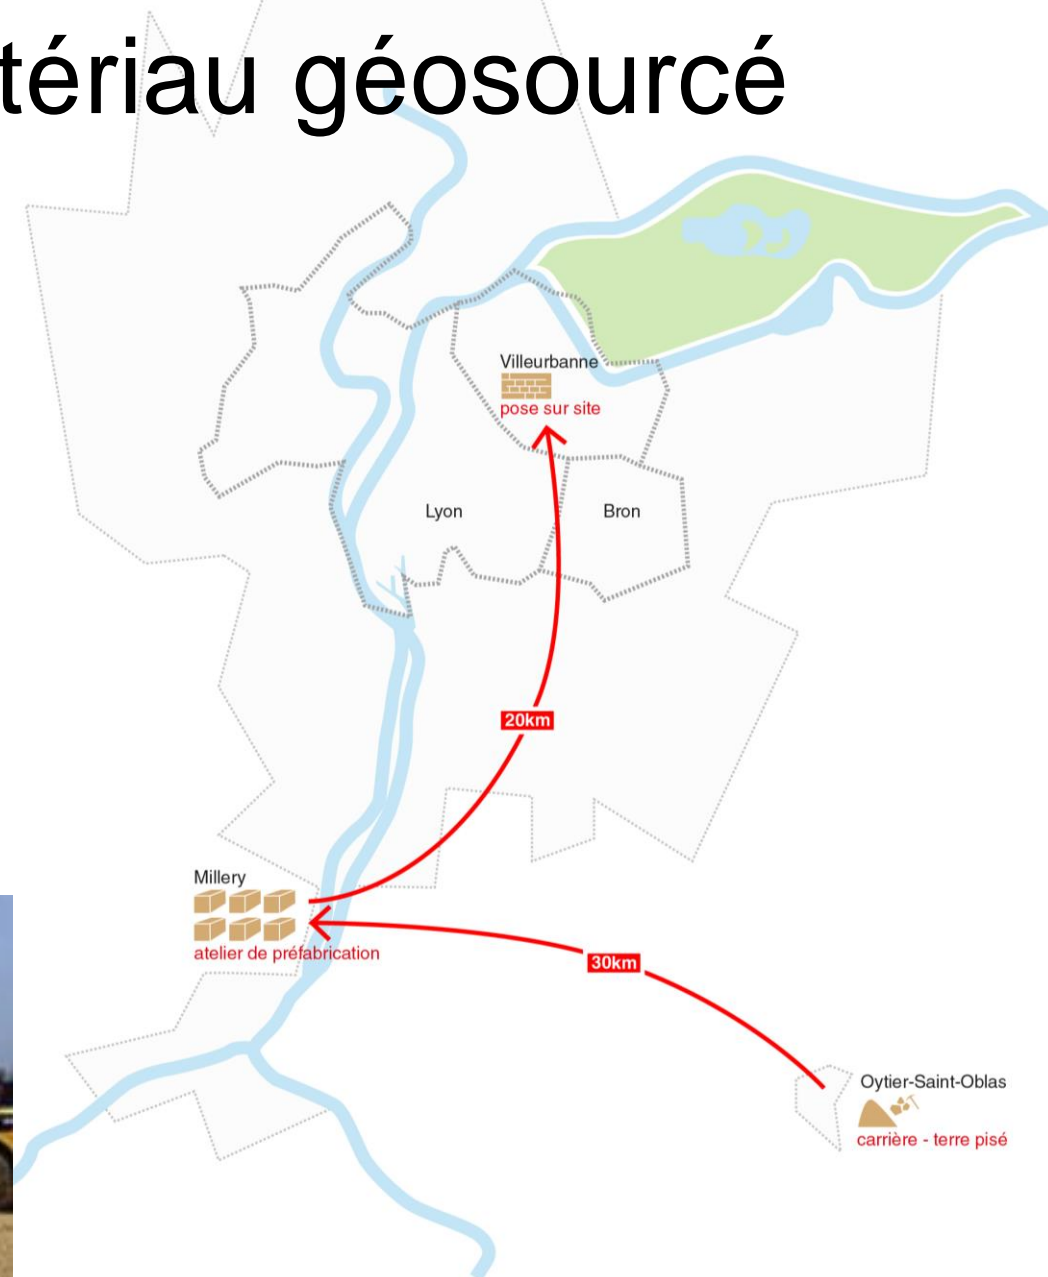 tériau géosourcé
Villeurbanne
pose sur site
Lyon
Bron
20km
Millery
atelier de préfabrication
30km
Oytier-Saint-Oblas
carrière - terre pisé